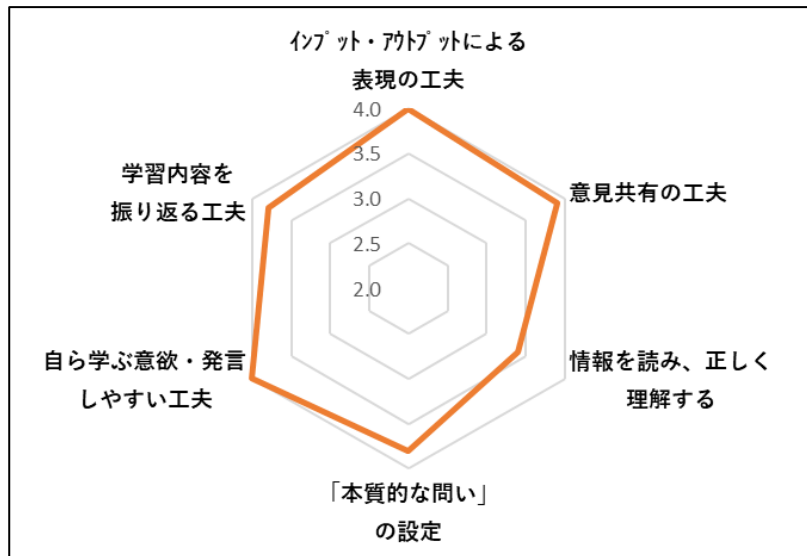 ｲﾝﾌﾟｯﾄ・ｱｳﾄﾌﾟｯﾄによる
表現の工夫
4.0
3.5
3.0
2.5
2.0
学習内容を
振り返る工夫
意見共有の工夫
自ら学ぶ意欲・発言
しやすい工夫
情報を読み、正しく
理解する
「本質的な問い」
の設定